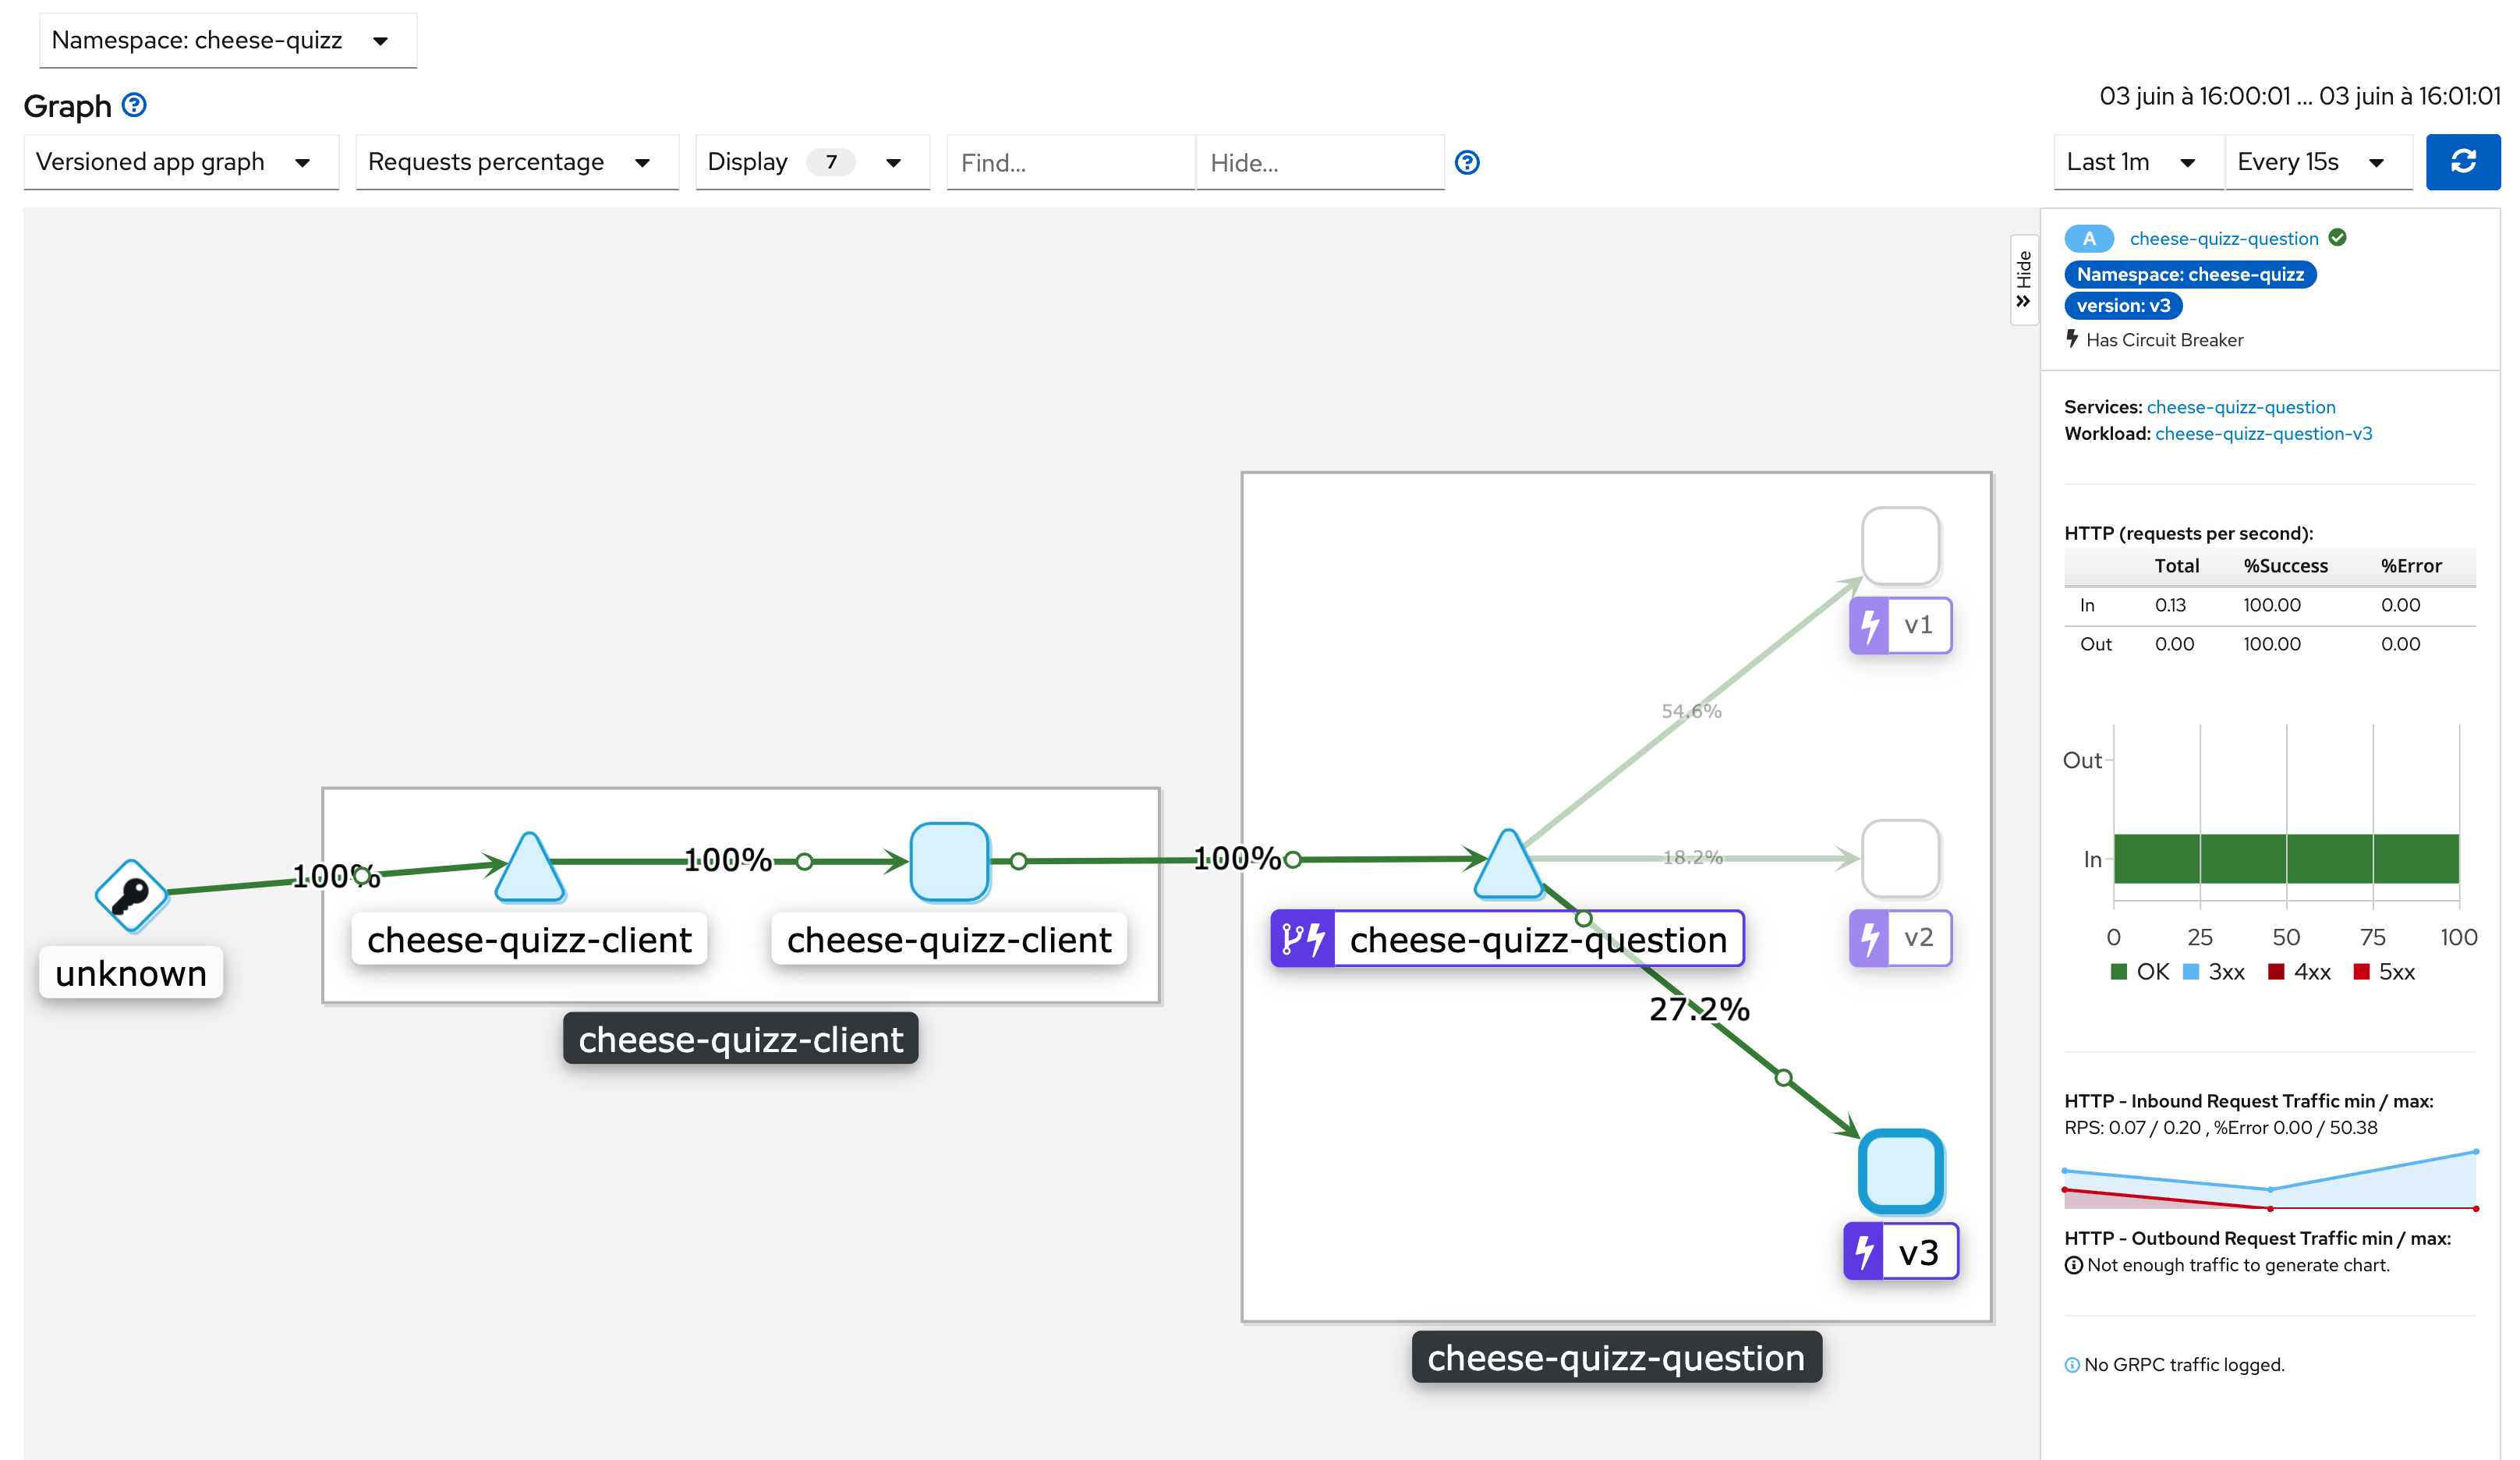 Namespace: cheese-quizz
Graph
03 juin à 16:00:01 ... 03 juin à 16:01:01
Versioned app graph
Requests percentage
Display 7
Find...
Hide...
Last 1m
Every 15s
Hide
unknown
100%
cheese-quizz-client
100%
cheese-quizz-client
cheese-quizz-client
100%
cheese-quizz-question
54.6%
v1
18.2%
v2
27.2%
v3
cheese-quizz-question
A cheese-quizz-question
Namespace: cheese-quizz
version: v3
Has Circuit Breaker
Services: cheese-quizz-question
Workload: cheese-quizz-question-v3
HTTP (requests per second):
Total %Success %Error
In 0.13 100.00 0.00
Out 0.00 100.00 0.00
Out
In
0 25 50 75 100
OK 3xx 4xx 5xx
HTTP - Inbound Request Traffic min / max:
RPS: 0.07 / 0.20 , %Error 0.00 / 50.38
HTTP - Outbound Request Traffic min / max:
Not enough traffic to generate chart.
No GRPC traffic logged.